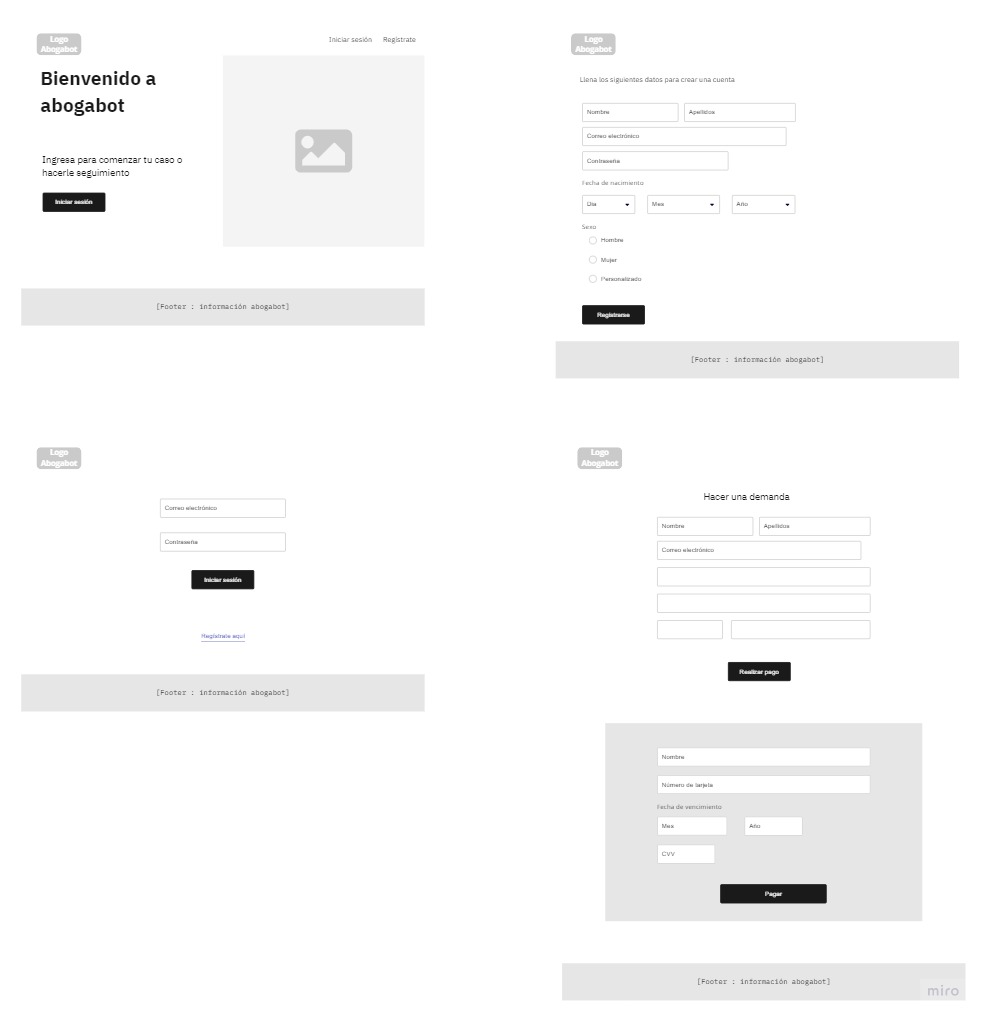 Logo
Abogabot
Iniciar sesión Regístrate
Bienvenido a
abogabot
Ingresa para comenzar tu caso o
hacerle seguimiento
Iniciar sesión
[Footer : información abogabot]
Logo
Abogabot
Llena los siguientes datos para crear una cuenta
Nombre Apellidos
Correo electrónico
Contraseña
Fecha de nacimiento
Día Mes Año
Sexo
Hombre
Mujer
Personalizado
Registrarse
[Footer : información abogabot]
Logo
Abogabot
Correo electrónico
Contraseña
Iniciar sesión
Regístrate aquí
[Footer : información abogabot]
Logo
Abogabot
Hacer una demanda
Nombre Apellidos
Correo electrónico
Realizar pago
Nombre
Número de tarjeta
Fecha de vencimiento
Mes Año
CVV
Pagar
[Footer : información abogabot]
miro